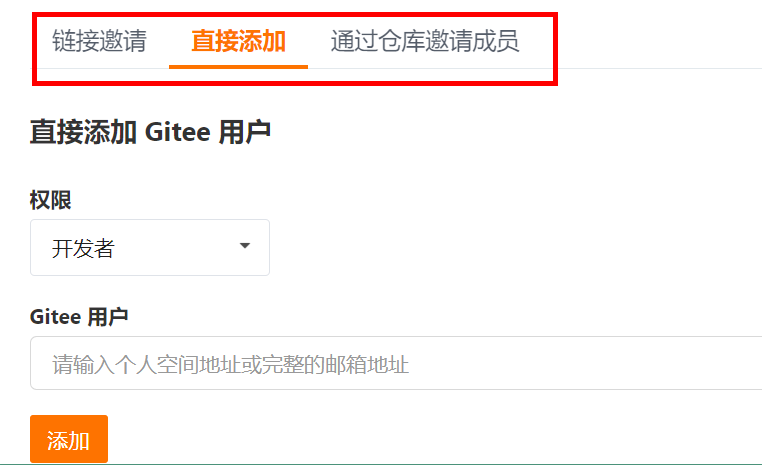 链接邀请 直接添加 通过仓库邀请成员
直接添加 Gitee 用户
权限
开发者
Gitee 用户
请输入个人空间地址或完整的邮箱地址
添加